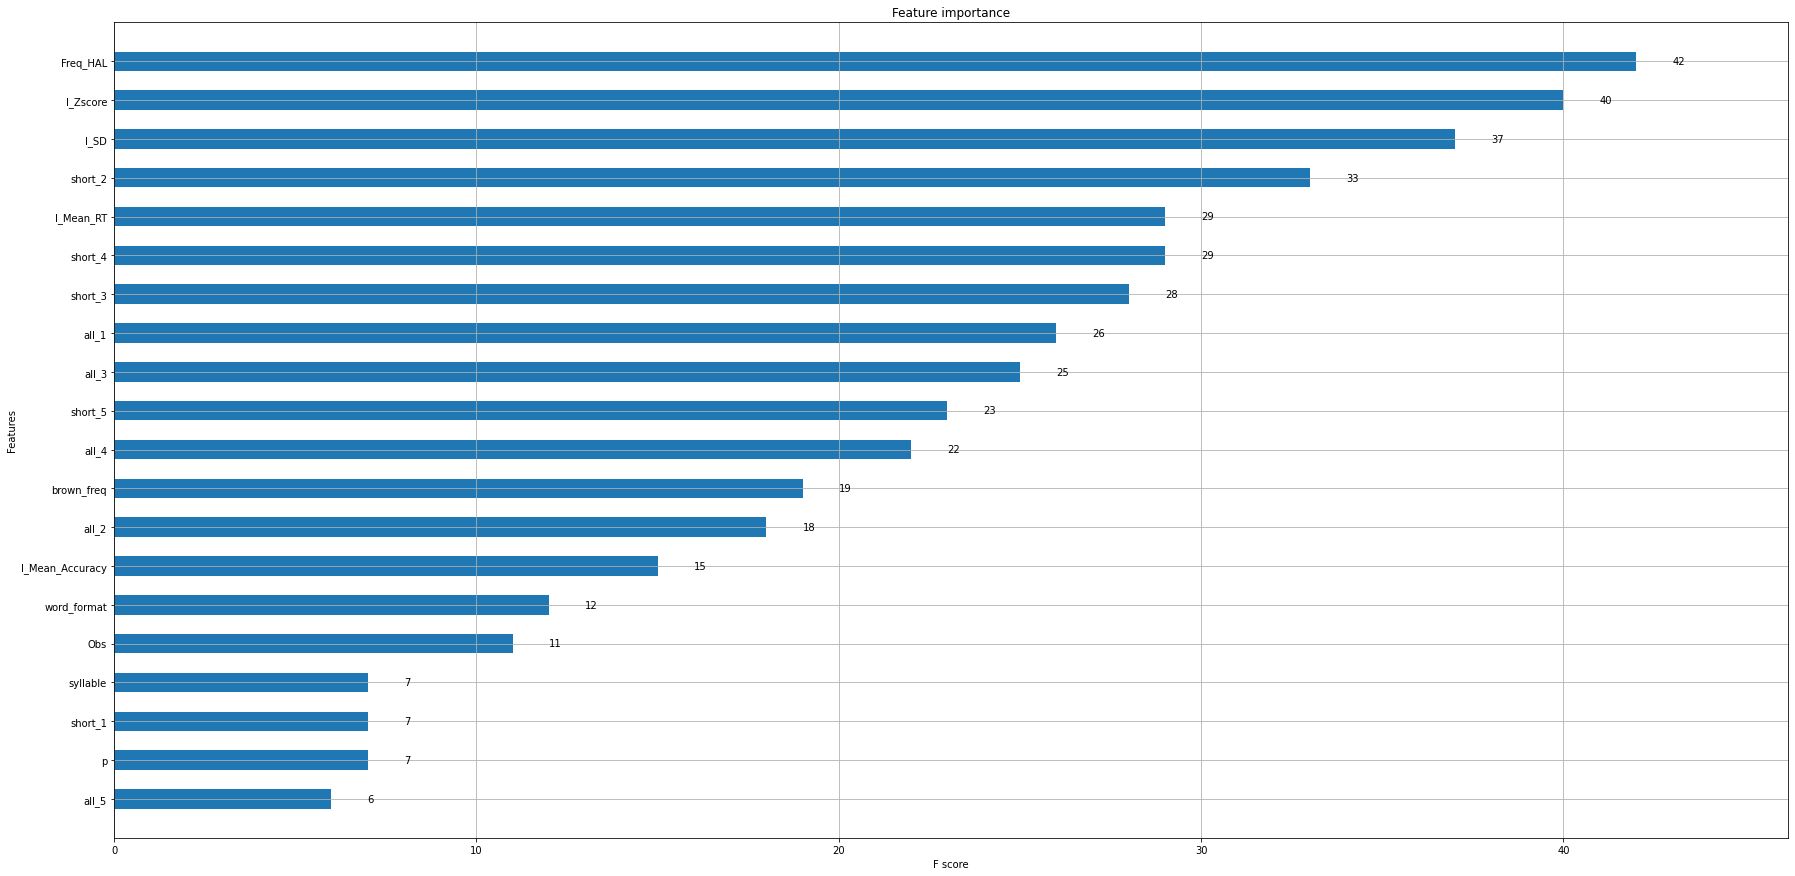 Feature importance
Freq_HAL 42
I_Zscore 40
I_SD 37
short_2 33
I_Mean_RT 29
short_4 29
short_3 28
all_1 26
all_3 25
short_5 23
all_4 22
brown_freq 19
all_2 18
I_Mean_Accuracy 15
word_format 12
Obs 11
syllable 7
short_1 7
p 7
all_5 6
0 10 20 30 40
F score
Features